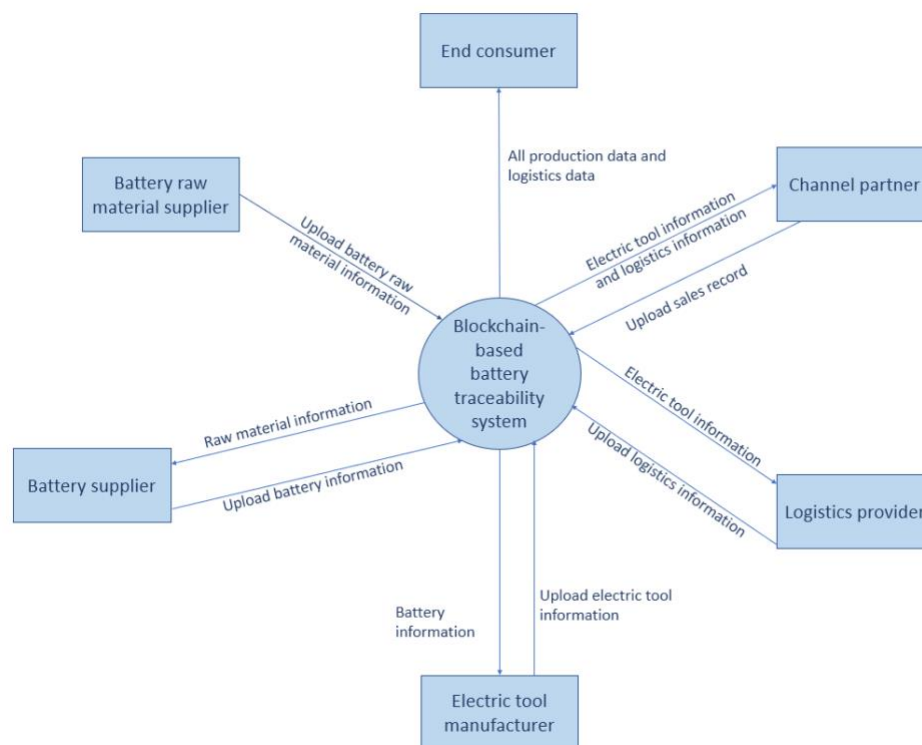 End consumer
All production data and
logistics data
Battery raw
material supplier
Channel partner
Upload battery raw
material information
Electric tool information
and logistics information
Upload sales record
Blockchain-
based
battery
traceability
system
Electric tool information
Upload logistics information
Raw material information
Upload battery information
Battery supplier
Logistics provider
Battery
information
Upload electric tool
information
Electric tool
manufacturer